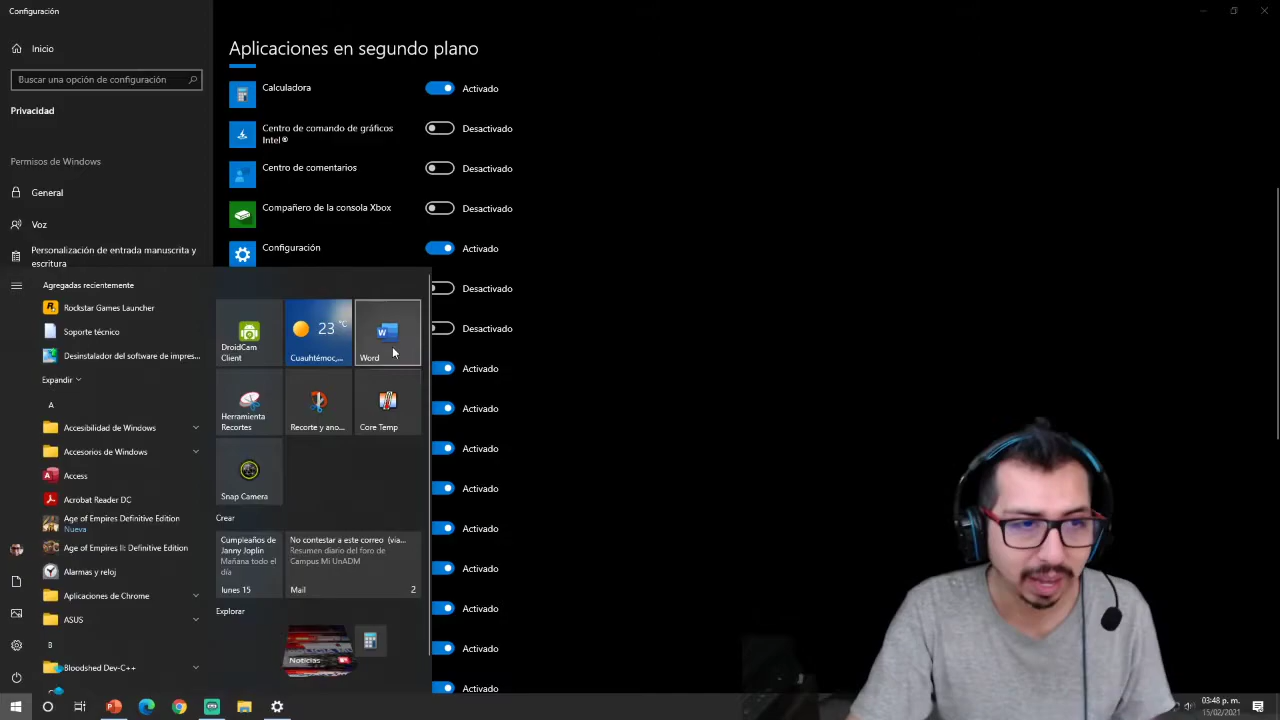 Configuración
Inicio
Buscar una opción de configuración
Privacidad
Permisos de Windows
General
Voz
Personalización de entrada manuscrita y
escritura
Aplicaciones en segundo plano
Calculadora
Activado
Centro de comando de gráficos
Intel®
Desactivado
Centro de comentarios
Desactivado
Compañero de la consola Xbox
Desactivado
Configuración
Activado
Desactivado
Desactivado
Activado
Activado
Activado
Activado
Activado
Activado
Activado
Activado
Activado
Agregadas recientemente
Rockstar Games Launcher
Soporte técnico
Desinstalador del software de impres...
Expandir
A
Accesibilidad de Windows
Accesorios de Windows
Access
Acrobat Reader DC
Age of Empires Definitive Edition
Nueva
Age of Empires II: Definitive Edition
Alarmas y reloj
Aplicaciones de Chrome
ASUS
B
Bloodshed Dev-C++
DroidCam
Client
23 °C
Cuauhtémoc,...
W
Word
Herramienta
Recortes
Recorte y ano...
Core Temp
Snap Camera
Crear
Cumpleaños de
Janny Joplin
Mañana todo el
día
lunes 15
No contestar a este correo (vía...
Resumen diario del foro de
Campus Mi UnADM
Mail
2
Explorar
Noticias
03:48 p. m.
15/02/2021